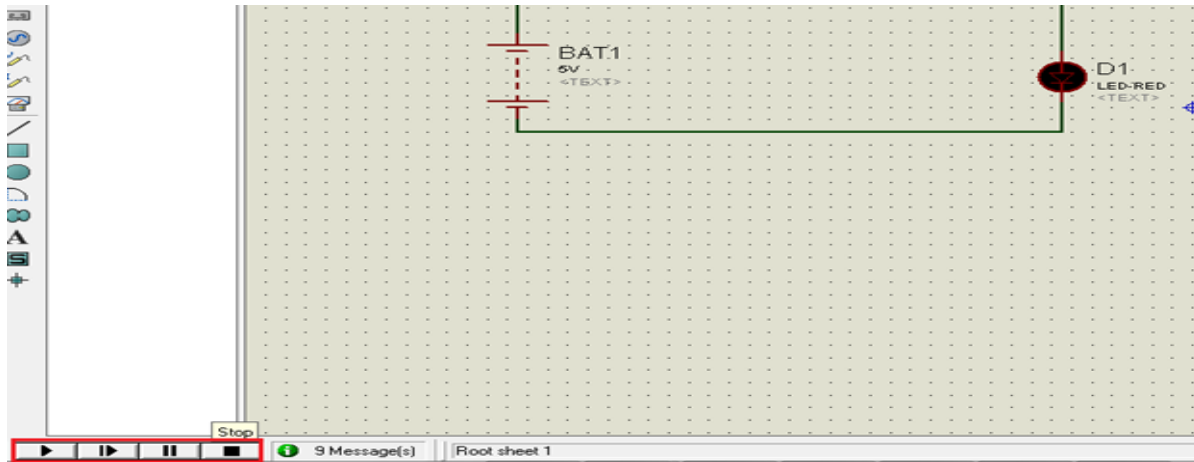 BAT1
5V
<TEXT>
D1
LED-RED
<TEXT>
A
S
Stop
9 Message(s)
Root sheet 1